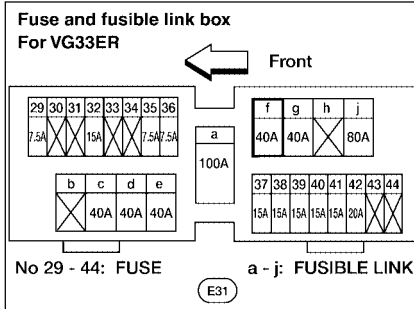 Fuse and fusible link box
For VG33ER
Front
29 30 31 32 33 34 35 36
7.5A 15A 7.5A 7.5A
a
100A
f g h j
40A 40A 80A
b c d e
40A 40A 40A
37 38 39 40 41 42 43 44
15A 15A 15A 15A 15A 20A
No 29 - 44: FUSE
a - j: FUSIBLE LINK
E31